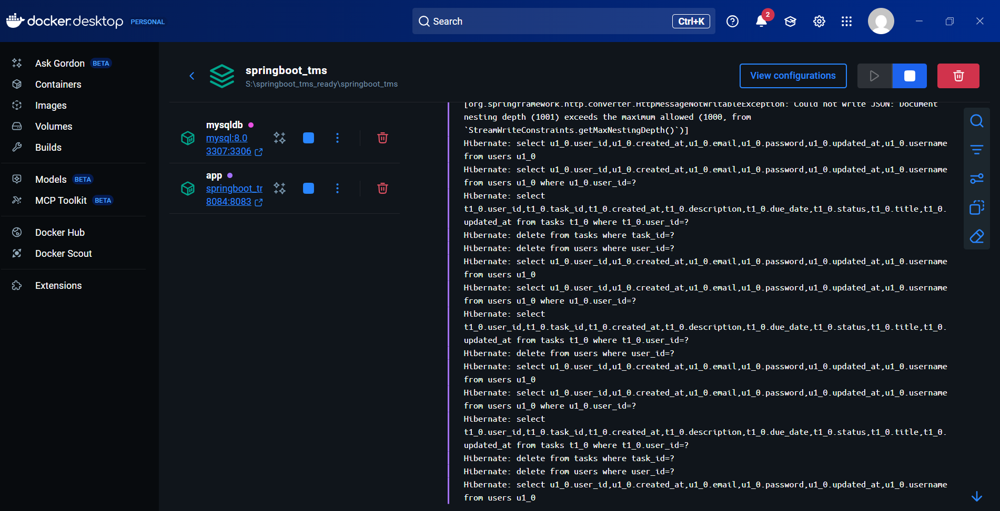 docker.desktop PERSONAL
Search
Ctrl+K
2
Ask Gordon BETA
Containers
Images
Volumes
Builds
Models BETA
MCP Toolkit BETA
Docker Hub
Docker Scout
Extensions
springboot_tms
S:\springboot_tms_ready\springboot_tms
View configurations
mysqldb
mysql:8.0
3307:3306
app
springboot_tr
8084:8083
[org.springframework.http.converter.HttpMessageNotWritableException: Could not write JSON: Document
nesting depth (1001) exceeds the maximum allowed (1000, from
`StreamWriteConstraints.getMaxNestingDepth()`)]
Hibernate: select u1_0.user_id,u1_0.created_at,u1_0.email,u1_0.password,u1_0.updated_at,u1_0.username
from users u1_0
Hibernate: select u1_0.user_id,u1_0.created_at,u1_0.email,u1_0.password,u1_0.updated_at,u1_0.username
from users u1_0 where u1_0.user_id=?
Hibernate: select
t1_0.user_id,t1_0.task_id,t1_0.created_at,t1_0.description,t1_0.due_date,t1_0.status,t1_0.title,t1_0.
updated_at from tasks t1_0 where t1_0.user_id=?
Hibernate: delete from tasks where task_id=?
Hibernate: delete from users where user_id=?
Hibernate: select u1_0.user_id,u1_0.created_at,u1_0.email,u1_0.password,u1_0.updated_at,u1_0.username
from users u1_0
Hibernate: select u1_0.user_id,u1_0.created_at,u1_0.email,u1_0.password,u1_0.updated_at,u1_0.username
from users u1_0 where u1_0.user_id=?
Hibernate: select
t1_0.user_id,t1_0.task_id,t1_0.created_at,t1_0.description,t1_0.due_date,t1_0.status,t1_0.title,t1_0.
updated_at from tasks t1_0 where t1_0.user_id=?
Hibernate: delete from users where user_id=?
Hibernate: select u1_0.user_id,u1_0.created_at,u1_0.email,u1_0.password,u1_0.updated_at,u1_0.username
from users u1_0
Hibernate: select u1_0.user_id,u1_0.created_at,u1_0.email,u1_0.password,u1_0.updated_at,u1_0.username
from users u1_0 where u1_0.user_id=?
Hibernate: select
t1_0.user_id,t1_0.task_id,t1_0.created_at,t1_0.description,t1_0.due_date,t1_0.status,t1_0.title,t1_0.
updated_at from tasks t1_0 where t1_0.user_id=?
Hibernate: delete from tasks where task_id=?
Hibernate: delete from users where user_id=?
Hibernate: select u1_0.user_id,u1_0.created_at,u1_0.email,u1_0.password,u1_0.updated_at,u1_0.username
from users u1_0